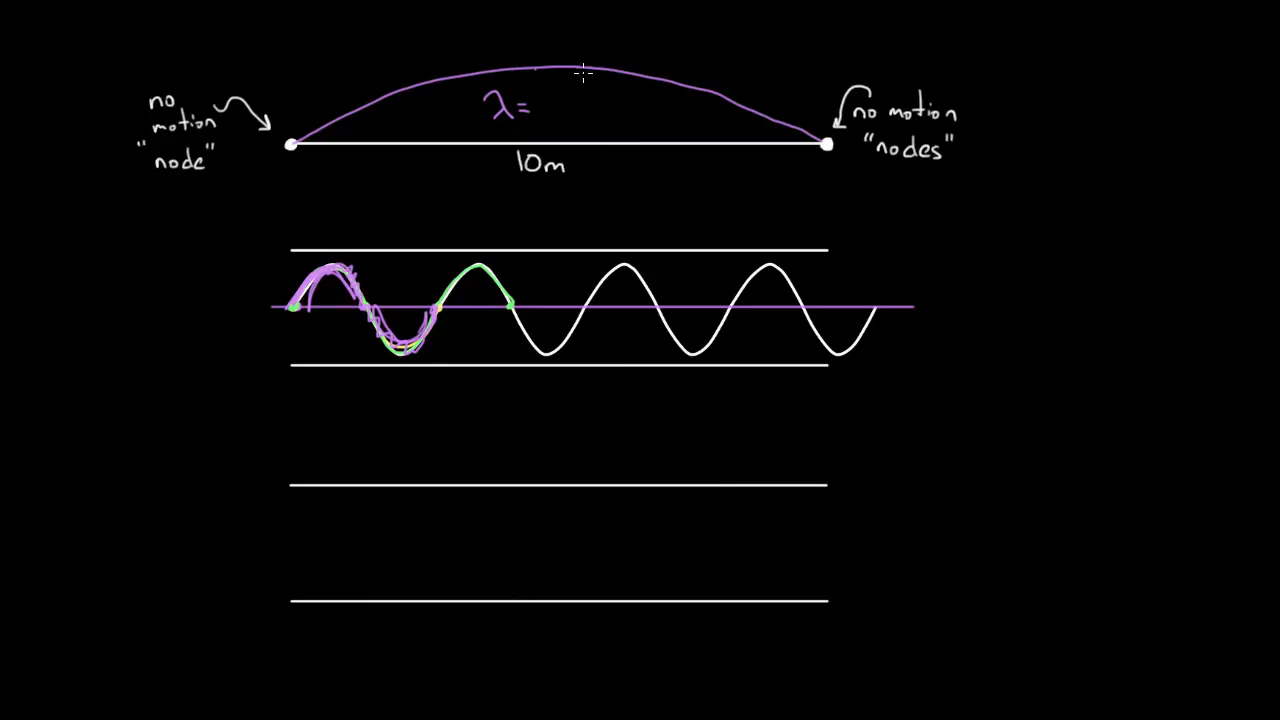 no
motion
"node"
λ=
10m
no motion
"nodes"